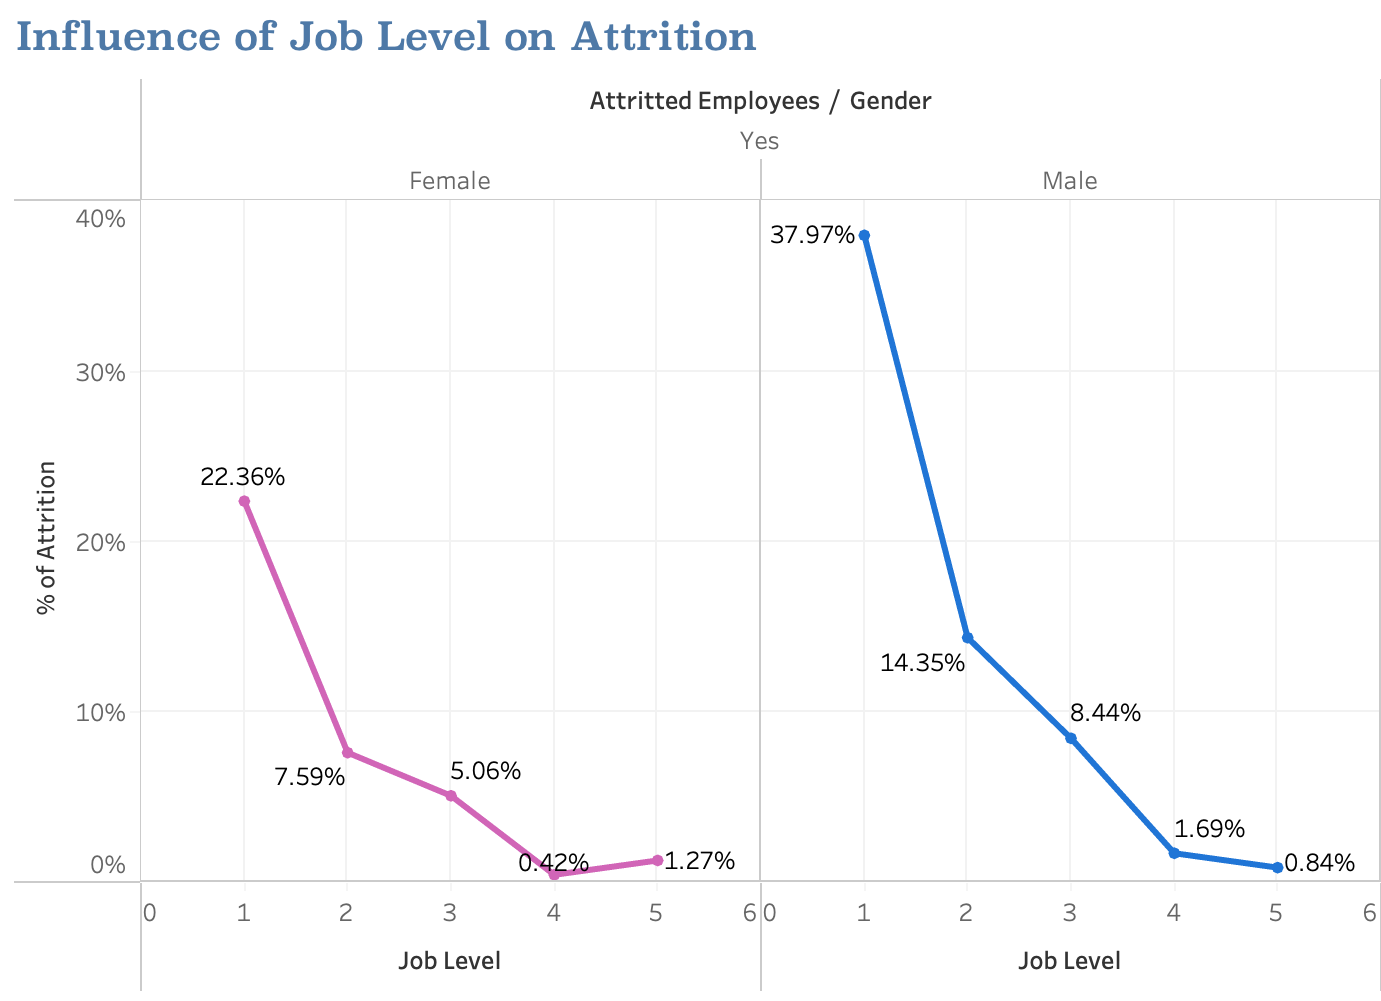 Influence of Job Level on Attrition
Attritted Employees / Gender
Yes
Female
Male
40%
30%
20%
10%
0%
% of Attrition
22.36%
7.59%
5.06%
0.42%
1.27%
37.97%
14.35%
8.44%
1.69%
0.84%
0 1 2 3 4 5 6
0 1 2 3 4 5 6
Job Level
Job Level